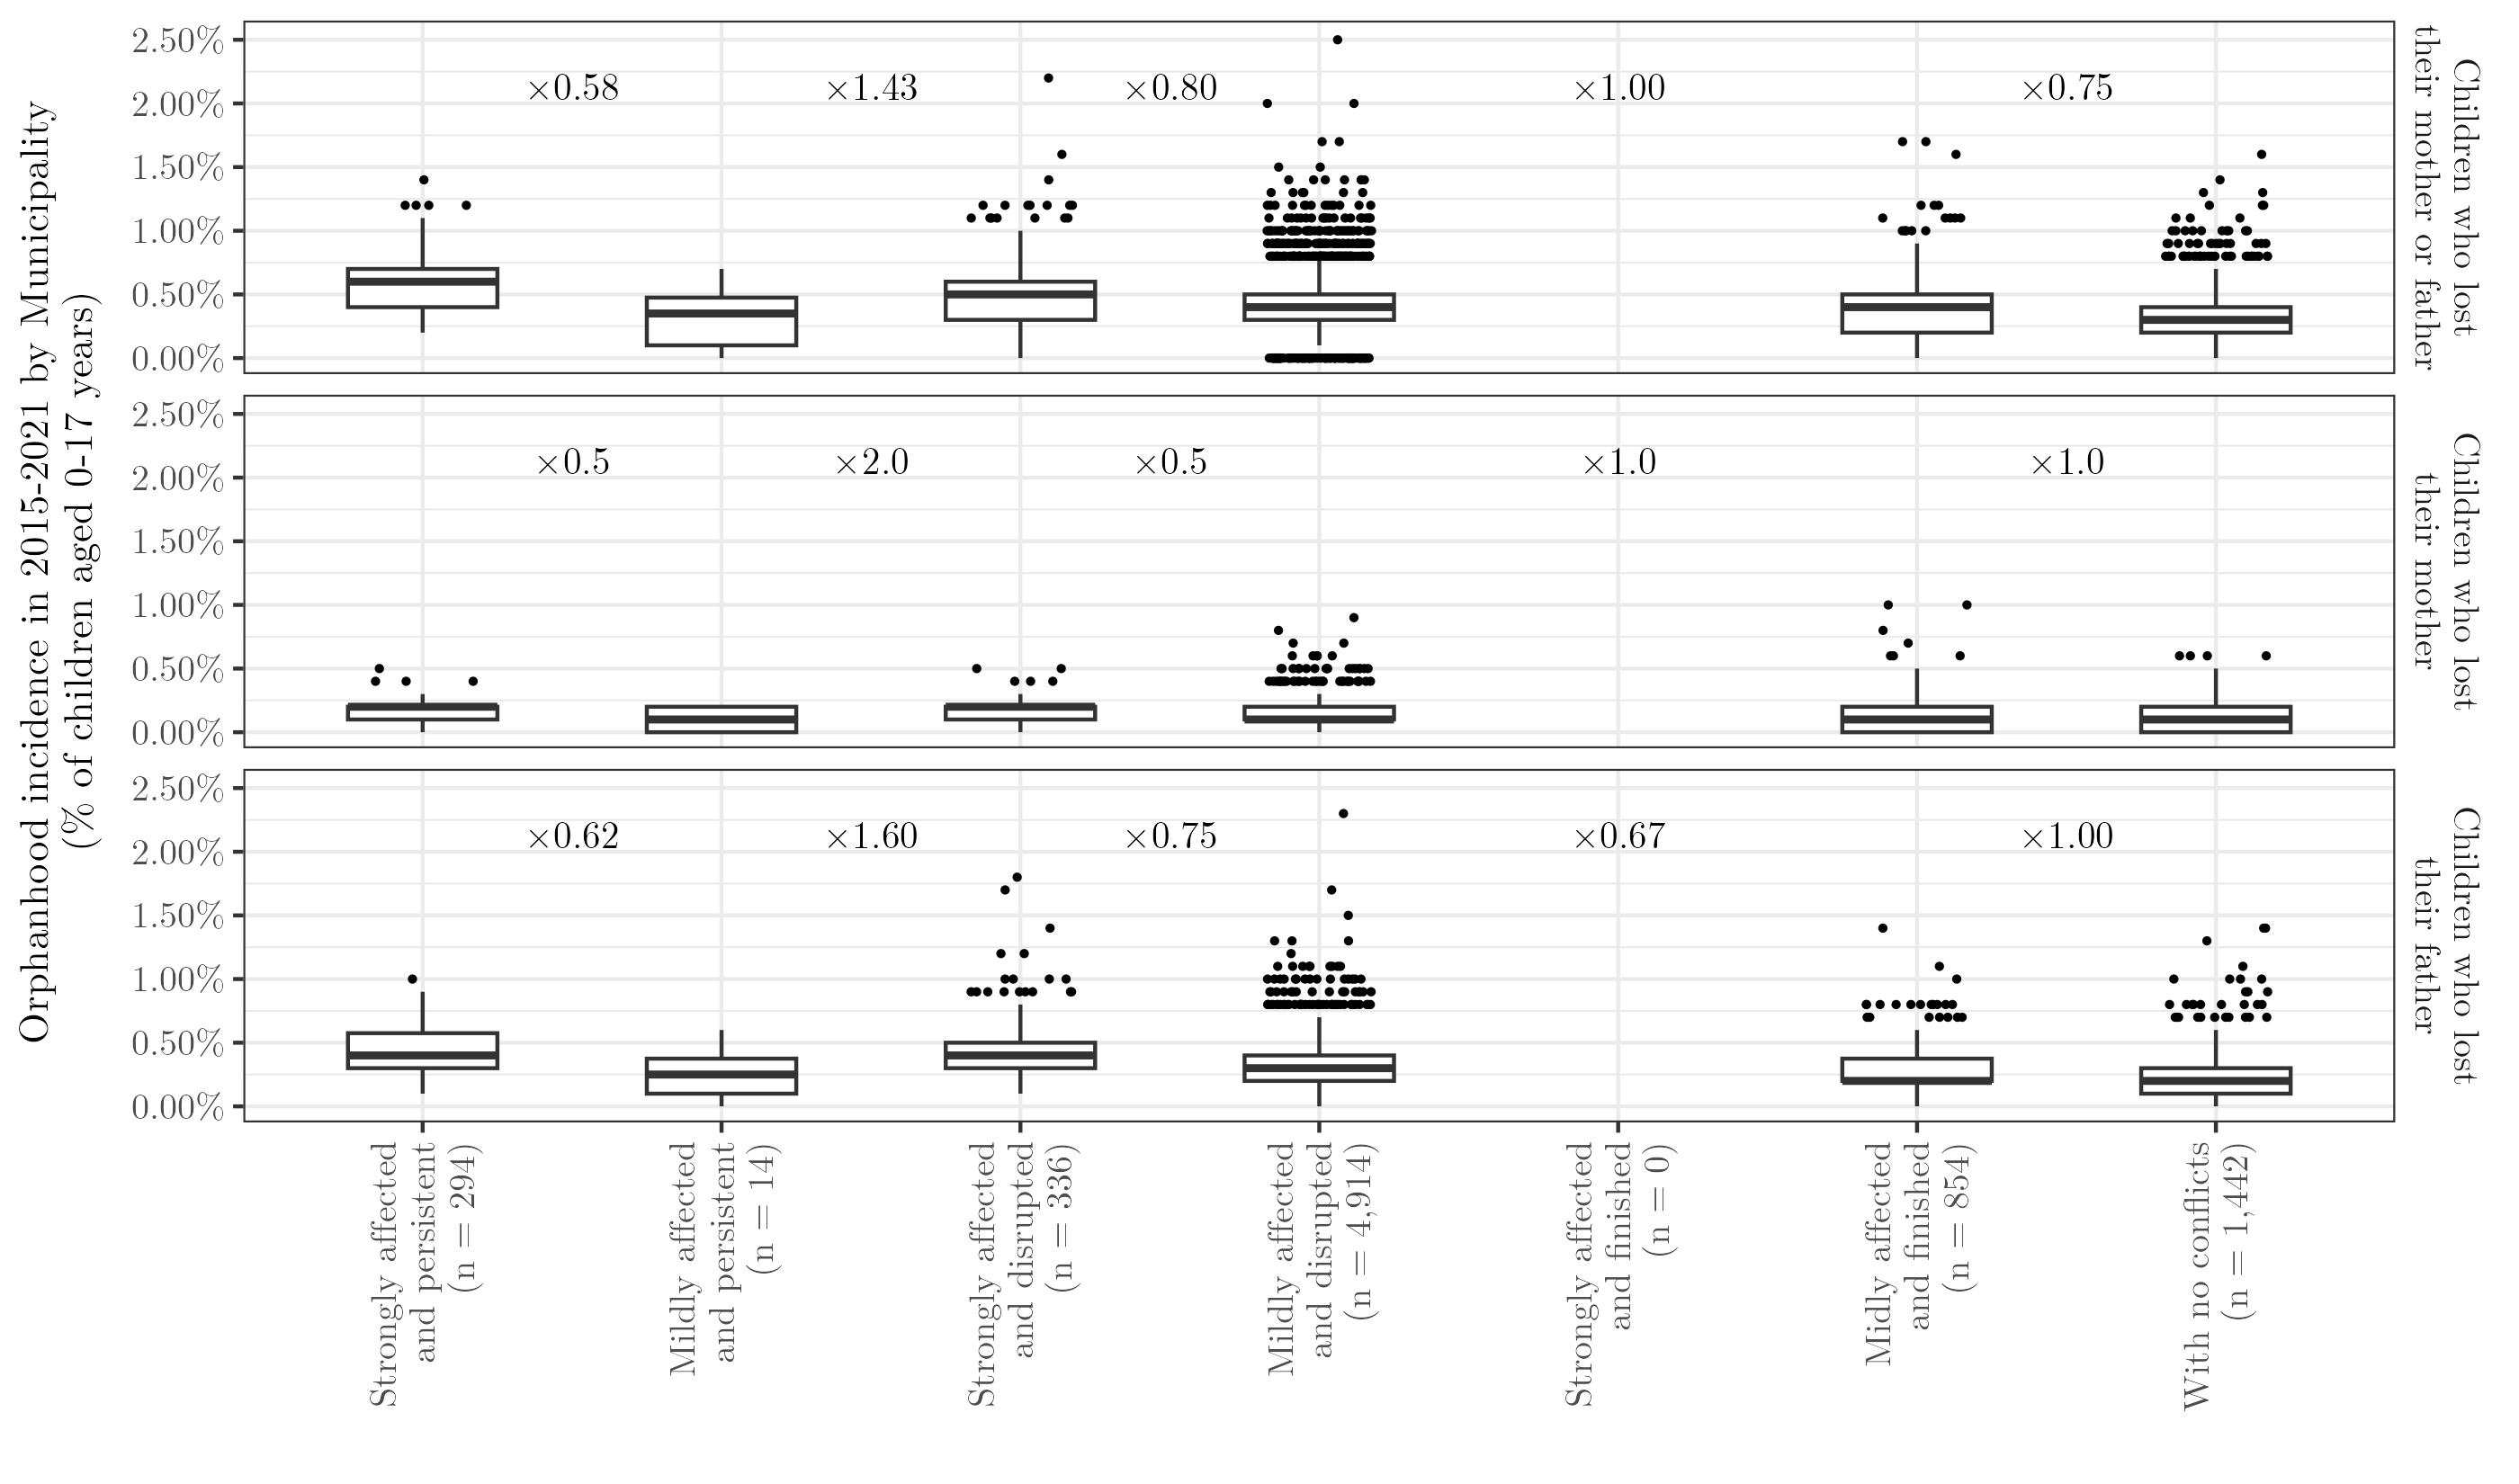 Orphanhood incidence in 2015-2021 by Municipality
(% of children aged 0-17 years)
2.50%
2.00%
1.50%
1.00%
0.50%
0.00%
×0.58
×1.43
×0.80
×1.00
×0.75
Children who lost
their mother or father
2.50%
2.00%
1.50%
1.00%
0.50%
0.00%
×0.5
×2.0
×0.5
×1.0
×1.0
Children who lost
their mother
2.50%
2.00%
1.50%
1.00%
0.50%
0.00%
×0.62
×1.60
×0.75
×0.67
×1.00
Children who lost
their father
Strongly affected
and persistent
(n = 294)
Mildly affected
and persistent
(n = 14)
Strongly affected
and disrupted
(n = 336)
Mildly affected
and disrupted
(n = 4,914)
Strongly affected
and finished
(n = 0)
Midly affected
and finished
(n = 854)
With no conflicts
(n = 1,442)